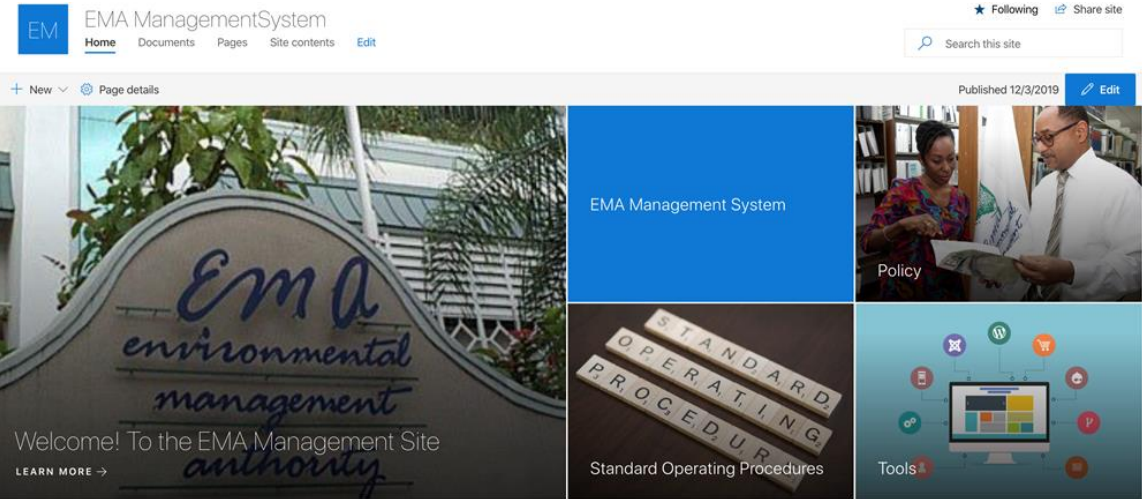 EM
EMA ManagementSystem
Following
Share site
Home
Documents
Pages
Site contents
Edit
Search this site
New
Page details
Published 12/3/2019
Edit
EMA
environmental
management
authority
Welcome! To the EMA Management Site
LEARN MORE →
EMA Management System
Policy
STANDARD
OPERATING
PROCEDUR
Standard Operating Procedures
Tools